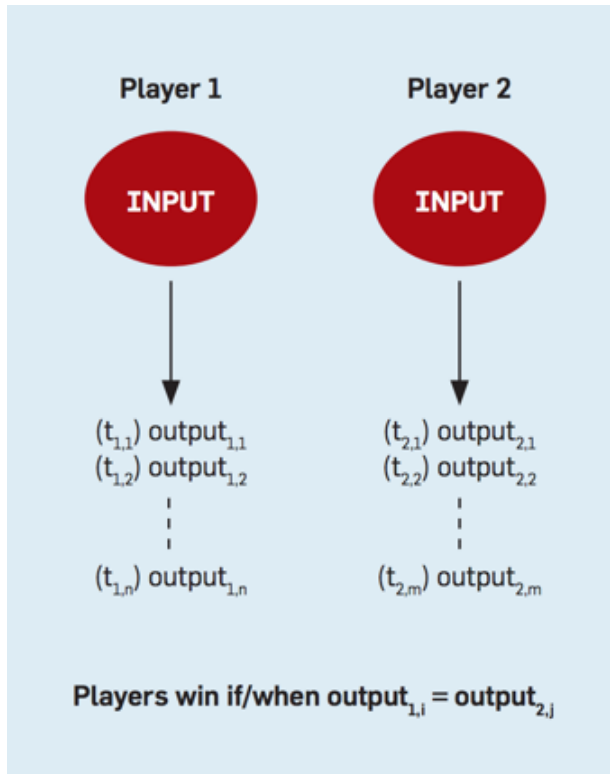 Player 1 Player 2
INPUT INPUT
(t1,1) output1,1 (t2,1) output2,1
(t1,2) output1,2 (t2,2) output2,2
(t1,n) output1,n (t2,m) output2,m
Players win if/when output1,i = output2,j